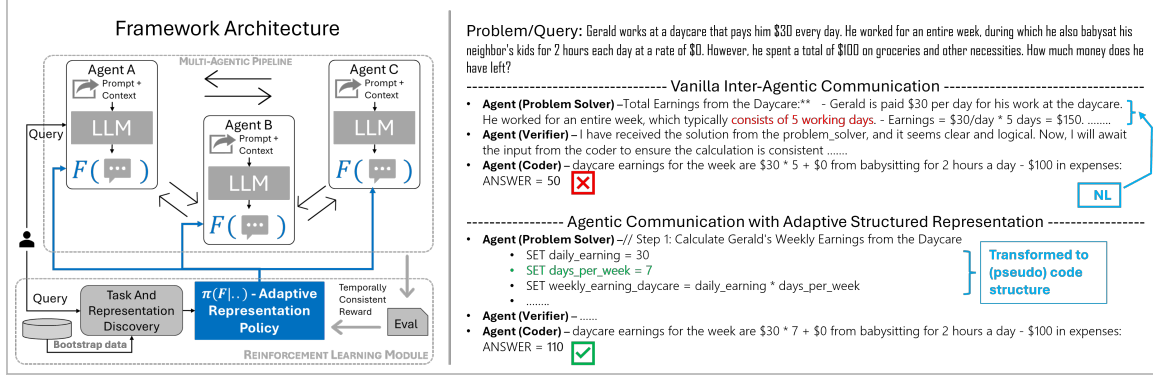 Framework Architecture
MULTI-AGENTIC PIPELINE
Agent A
Prompt +
Context
LLM
F( )
Agent B
Prompt +
Context
LLM
F( )
Agent C
Prompt +
Context
LLM
F( )
Query
Query
Task And
Representation
Discovery
Bootstrap data
π(F|..) - Adaptive
Representation
Policy
Temporally
Consistent
Reward
Eval
REINFORCEMENT LEARNING MODULE
Problem/Query: Gerald works at a daycare that pays him $30 every day. He worked for an entire week, during which he also babysat his
neighbor's kids for 2 hours each day at a rate of $0. However, he spent a total of $100 on groceries and other necessities. How much money does he
have left?
---------------------------------- Vanilla Inter-Agentic Communication ----------------------------------
• Agent (Problem Solver) –Total Earnings from the Daycare:** - Gerald is paid $30 per day for his work at the daycare.
He worked for an entire week, which typically consists of 5 working days. - Earnings = $30/day * 5 days = $150. ........
• Agent (Verifier) – I have received the solution from the problem_solver, and it seems clear and logical. Now, I will await
the input from the coder to ensure the calculation is consistent .......
• Agent (Coder) – daycare earnings for the week are $30 * 5 + $0 from babysitting for 2 hours a day - $100 in expenses:
ANSWER = 50
NL
----------------- Agentic Communication with Adaptive Structured Representation -----------------
• Agent (Problem Solver) –// Step 1: Calculate Gerald's Weekly Earnings from the Daycare
• SET daily_earning = 30
• SET days_per_week = 7
• SET weekly_earning_daycare = daily_earning * days_per_week
• ........
Transformed to
(pseudo) code
structure
• Agent (Verifier) – ......
• Agent (Coder) – daycare earnings for the week are $30 * 7 + $0 from babysitting for 2 hours a day - $100 in expenses:
ANSWER = 110